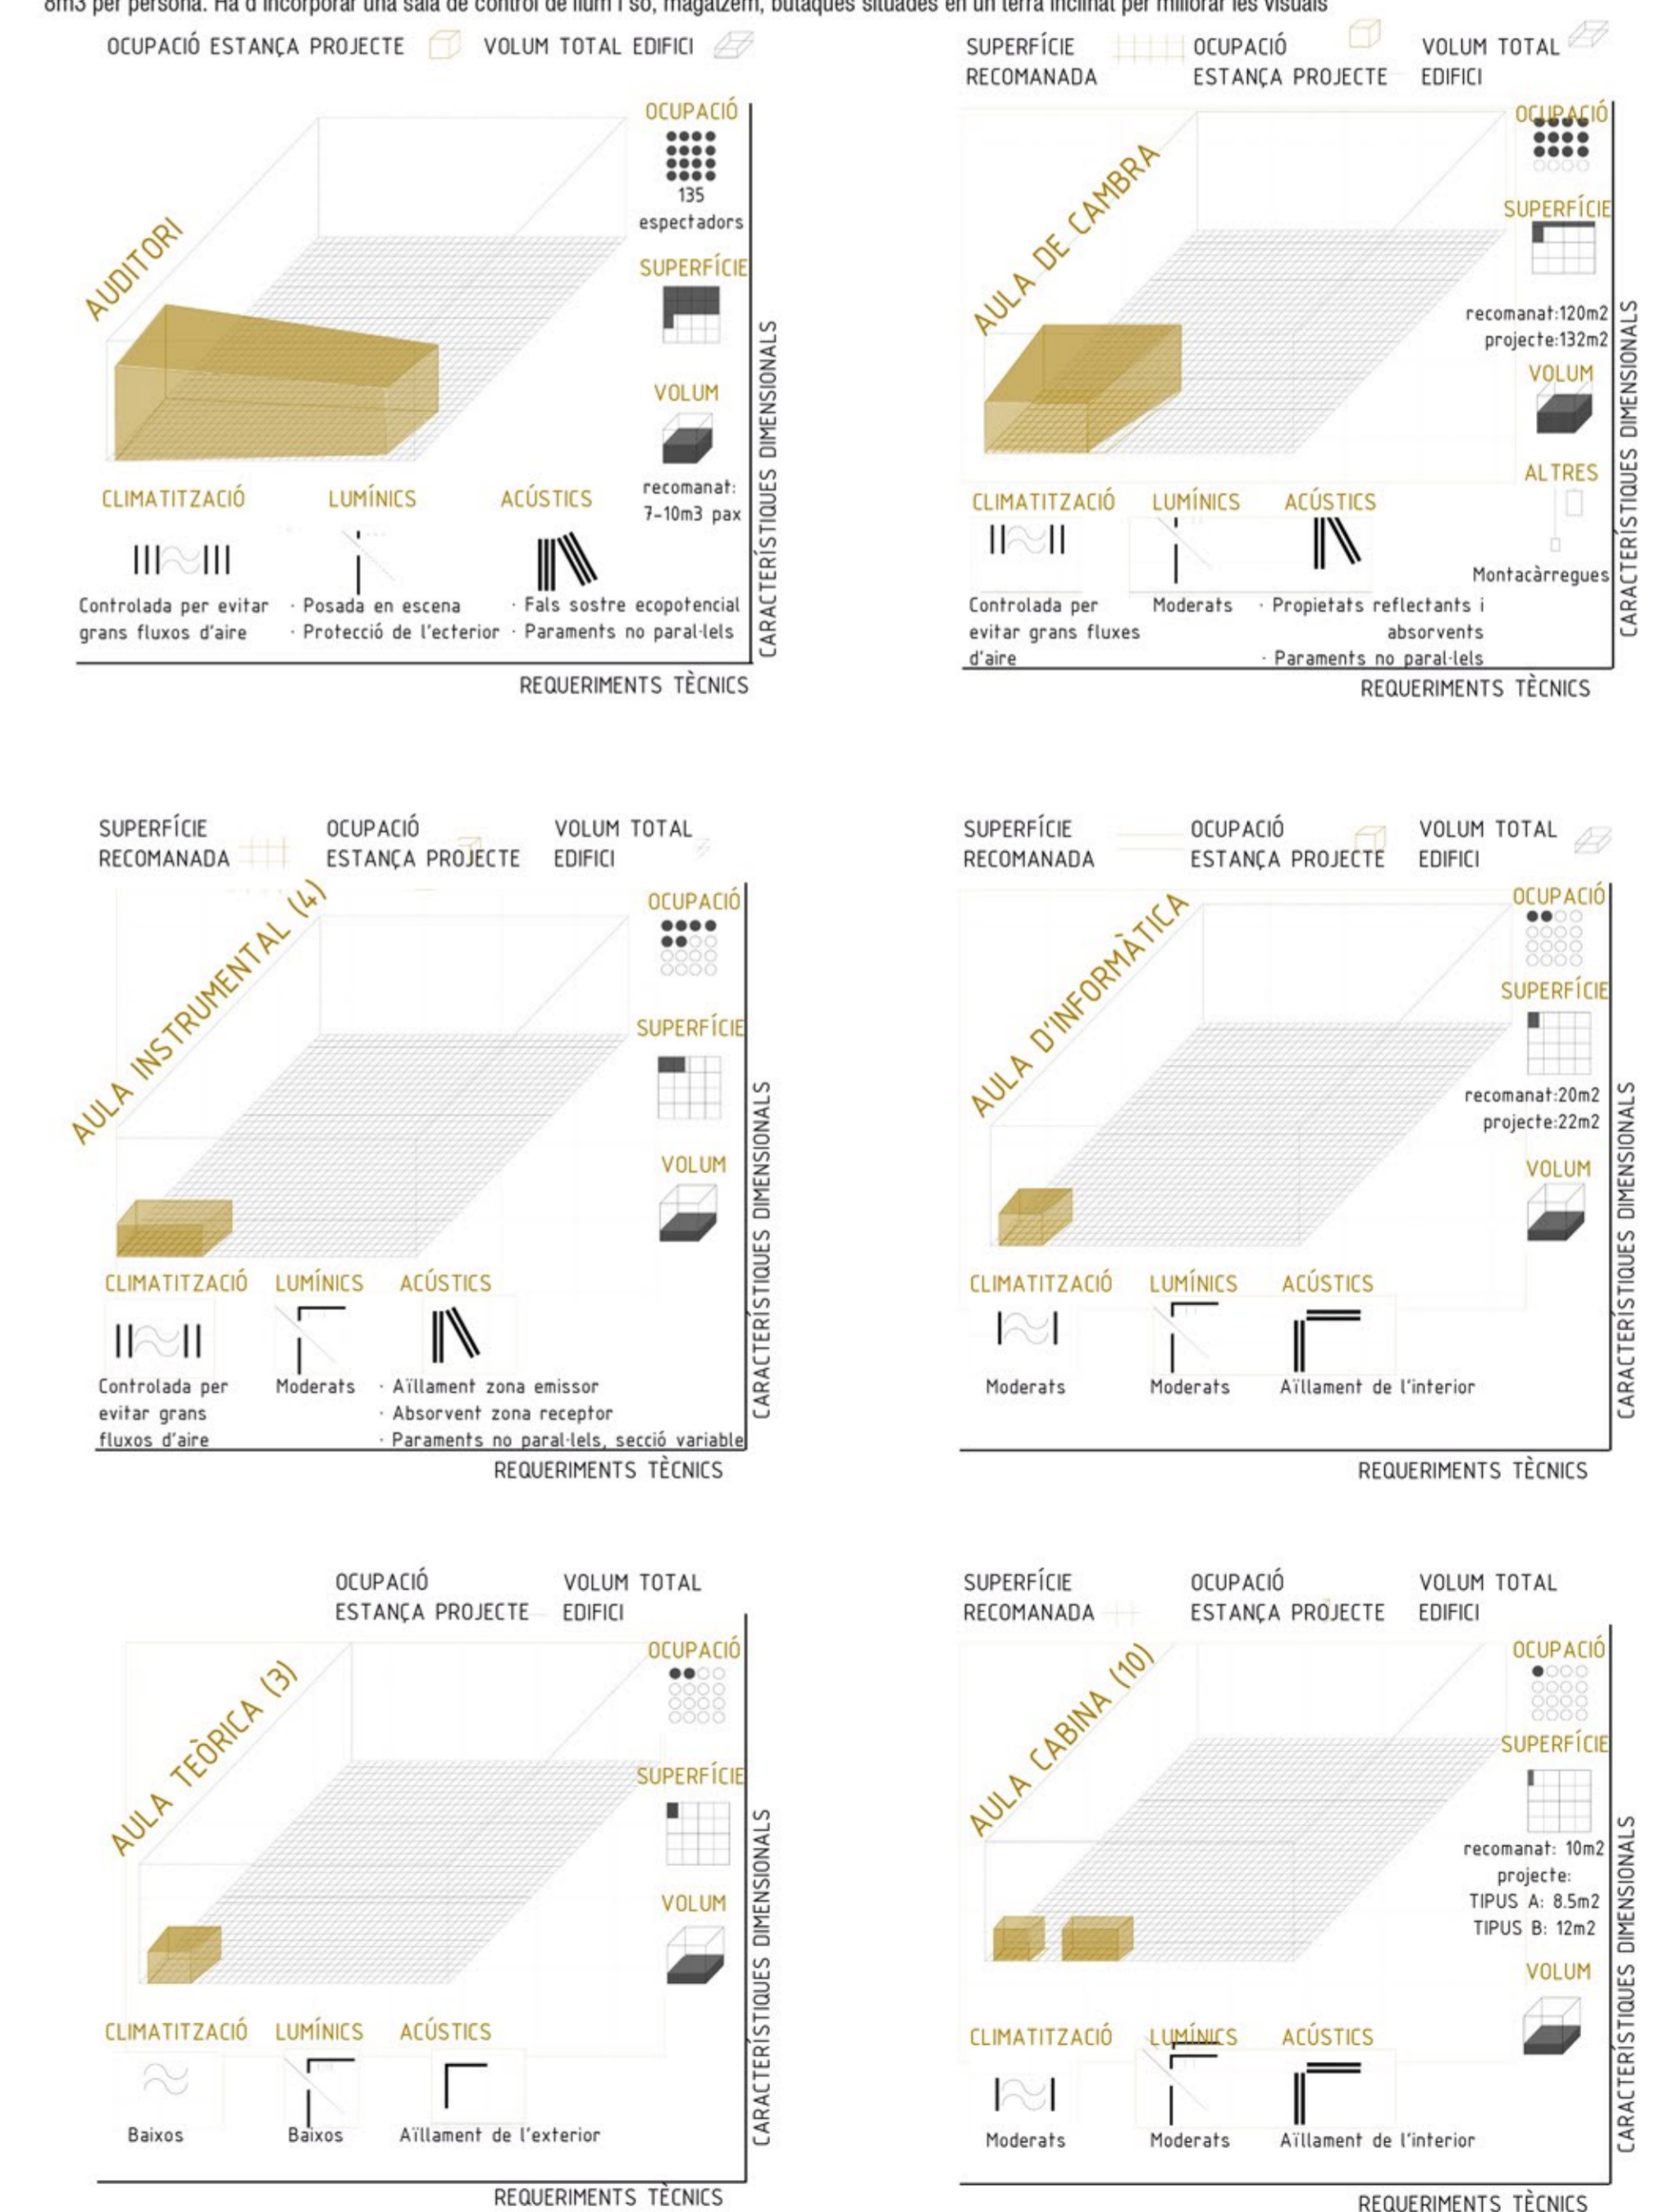 8m3 per persona. Ha d'incorporar una sala de control de llum i so, magatzem, butaques situades en un terra inclinat per millorar les visuals
OCUPACIÓ ESTANÇA PROJECTE VOLUM TOTAL EDIFICI
AUDITORI
OCUPACIÓ
135
espectadors
SUPERFÍCIE
VOLUM
recomanat:
7-10m3 pax
CARACTERÍSTIQUES DIMENSIONALS
CLIMATITZACIÓ LUMÍNICS ACÚSTICS
Controlada per evitar
grans fluxos d'aire
· Posada en escena
· Protecció de l'ecterior
· Fals sostre ecopotencial
· Paraments no paral·lels
REQUERIMENTS TÈCNICS
SUPERFÍCIE
RECOMANADA
OCUPACIÓ
ESTANÇA PROJECTE
VOLUM TOTAL
EDIFICI
AULA DE CAMBRA
OCUPACIÓ
SUPERFÍCIE
recomanat:120m2
projecte:132m2
VOLUM
ALTRES
Montacàrregues
CARACTERÍSTIQUES DIMENSIONALS
CLIMATITZACIÓ LUMÍNICS ACÚSTICS
Controlada per
evitar grans fluxes
d'aire
Moderats
· Propietats reflectants i
absorvents
· Paraments no paral·lels
REQUERIMENTS TÈCNICS
SUPERFÍCIE
RECOMANADA
OCUPACIÓ
ESTANÇA PROJECTE
VOLUM TOTAL
EDIFICI
AULA INSTRUMENTAL (4)
OCUPACIÓ
SUPERFÍCIE
VOLUM
CARACTERÍSTIQUES DIMENSIONALS
CLIMATITZACIÓ LUMÍNICS ACÚSTICS
Controlada per
evitar grans
fluxos d'aire
Moderats
· Aïllament zona emissor
· Absorvent zona receptor
· Paraments no paral·lels, secció variable
REQUERIMENTS TÈCNICS
SUPERFÍCIE
RECOMANADA
OCUPACIÓ
ESTANÇA PROJECTE
VOLUM TOTAL
EDIFICI
AULA D'INFORMÀTICA
OCUPACIÓ
SUPERFÍCIE
recomanat:20m2
projecte:22m2
VOLUM
CARACTERÍSTIQUES DIMENSIONALS
CLIMATITZACIÓ LUMÍNICS ACÚSTICS
Moderats Moderats Aïllament de l'interior
REQUERIMENTS TÈCNICS
OCUPACIÓ
ESTANÇA PROJECTE
VOLUM TOTAL
EDIFICI
AULA TEÒRICA (3)
OCUPACIÓ
SUPERFÍCIE
VOLUM
CARACTERÍSTIQUES DIMENSIONALS
CLIMATITZACIÓ LUMÍNICS ACÚSTICS
Baixos Baixos Aïllament de l'exterior
REQUERIMENTS TÈCNICS
SUPERFÍCIE
RECOMANADA
OCUPACIÓ
ESTANÇA PROJECTE
VOLUM TOTAL
EDIFICI
AULA CABINA (10)
OCUPACIÓ
SUPERFÍCIE
recomanat: 10m2
projecte:
TIPUS A: 8.5m2
TIPUS B: 12m2
VOLUM
CARACTERÍSTIQUES DIMENSIONALS
CLIMATITZACIÓ LUMÍNICS ACÚSTICS
Moderats Moderats Aïllament de l'interior
REQUERIMENTS TÈCNICS